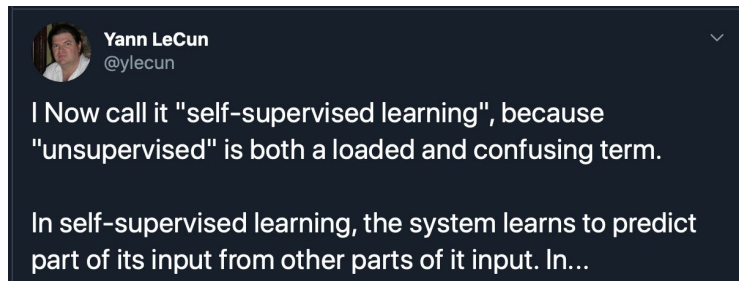 Yann LeCun
@ylecun
I Now call it "self-supervised learning", because
"unsupervised" is both a loaded and confusing term.
In self-supervised learning, the system learns to predict
part of its input from other parts of it input. In...